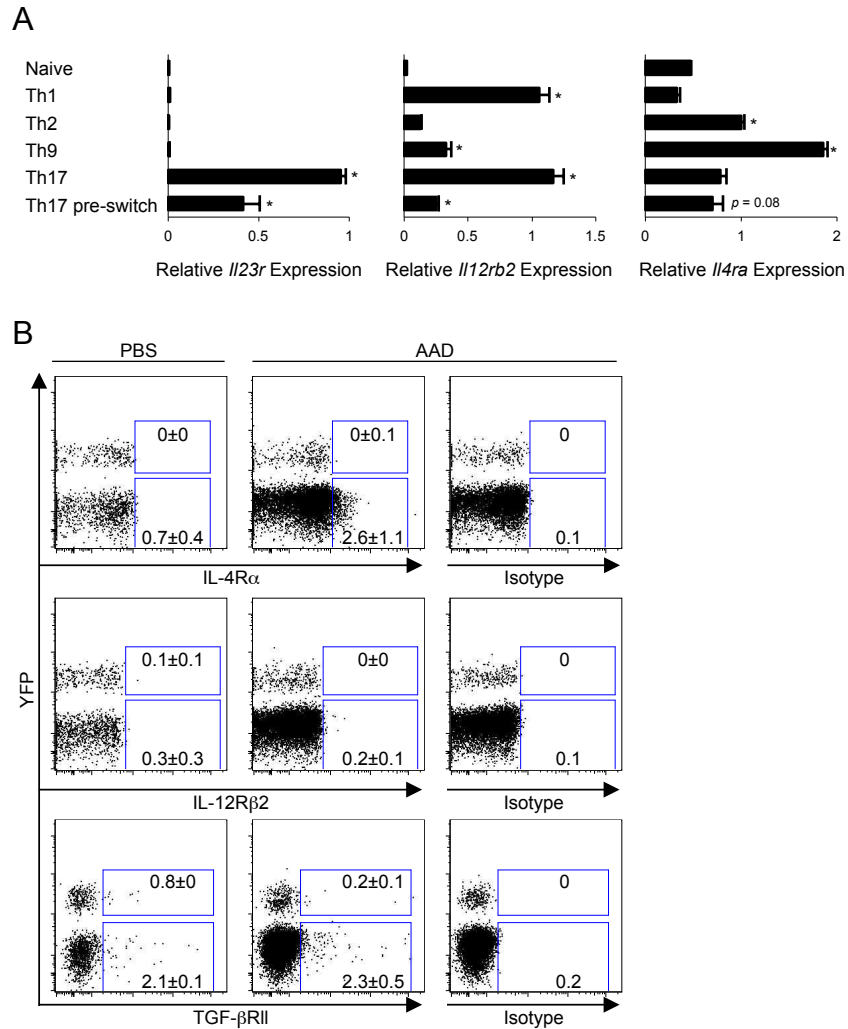 A
Naive
Th1
Th2
Th9
Th17
Th17 pre-switch
*
*
0 0.5 1
Relative Il23r Expression
*
*
*
*
0 0.5 1 1.5
Relative Il12rb2 Expression
*
*
p = 0.08
0 1 2
Relative Il4ra Expression
B
PBS AAD
0±0 0±0.1 0
0.7±0.4 2.6±1.1 0.1
IL-4Rα Isotype
0.1±0.1 0±0 0
0.3±0.3 0.2±0.1 0.1
YFP
IL-12Rβ2 Isotype
0.8±0 0.2±0.1 0
2.1±0.1 2.3±0.5 0.2
TGF-βRII Isotype